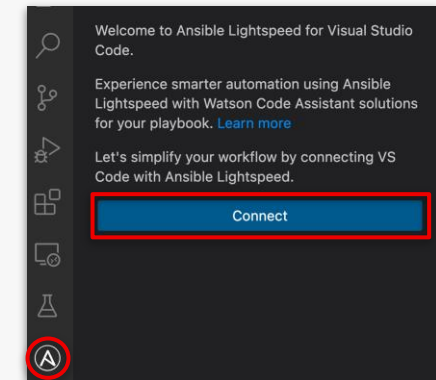 Welcome to Ansible Lightspeed for Visual Studio
Code.
Experience smarter automation using Ansible
Lightspeed with Watson Code Assistant solutions
for your playbook. Learn more
Let's simplify your workflow by connecting VS
Code with Ansible Lightspeed.
Connect